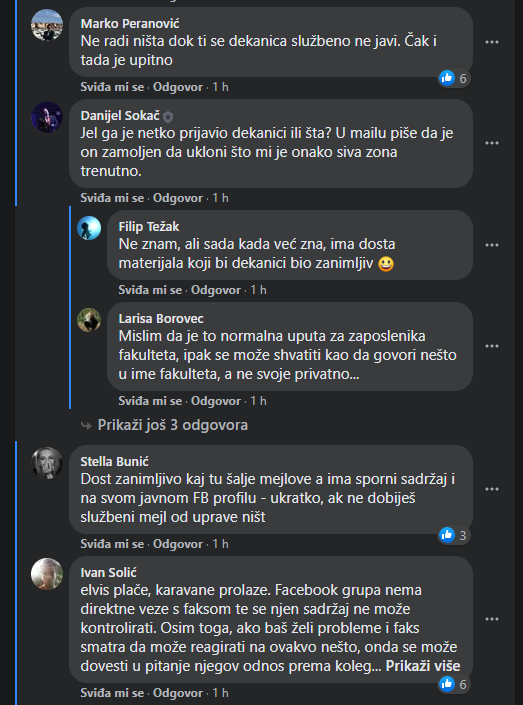 Marko Peranović
Ne radi ništa dok ti se dekanica službeno ne javi. Čak i
tada je upitno
6
Sviđa mi se · Odgovor · 1 h
Danijel Sokač
Jel ga je netko prijavio dekanici ili šta? U mailu piše da je
on zamoljen da ukloni što mi je onako siva zona
trenutno.
Sviđa mi se · Odgovor · 1 h
Filip Težak
Ne znam, ali sada kada već zna, ima dosta
materijala koji bi dekanici bio zanimljiv 😀
Sviđa mi se · Odgovor · 1 h
Larisa Borovec
Mislim da je to normalna uputa za zaposlenika
fakulteta, ipak se može shvatiti kao da govori nešto
u ime fakulteta, a ne svoje privatno...
Sviđa mi se · Odgovor · 1 h
Prikaži još 3 odgovora
Stella Bunić
Dost zanimljivo kaj tu šalje mejlove a ima sporni sadržaj i
na svom javnom FB profilu - ukratko, ak ne dobiješ
službeni mejl od uprave ništ
3
Sviđa mi se · Odgovor · 1 h
Ivan Solić
elvis plače, karavane prolaze. Facebook grupa nema
direktne veze s faksom te se njen sadržaj ne može
kontrolirati. Osim toga, ako baš želi probleme i faks
smatra da može reagirati na ovakvo nešto, onda se može
dovesti u pitanje njegov odnos prema koleg... Prikaži više
6
Sviđa mi se · Odgovor · 1 h